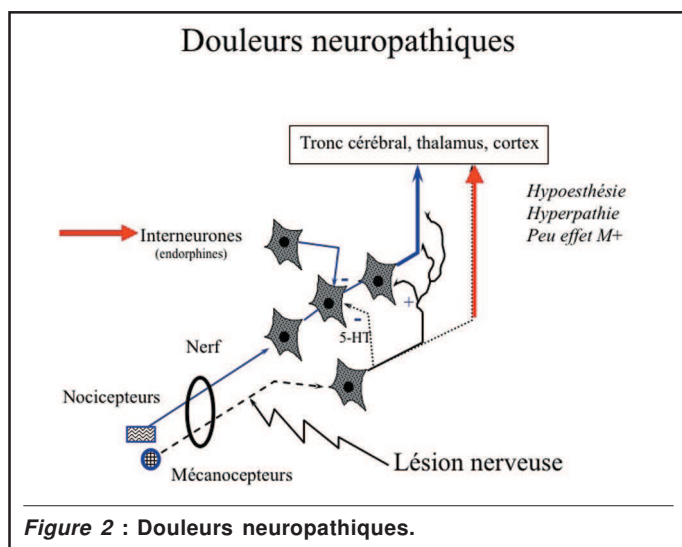 Douleurs neuropathiques
Tronc cérébral, thalamus, cortex
Hypoesthésie
Hyperpathie
Peu effet M+
Interneurones
(endorphines)
-
+
-
5-HT
Nerf
Nocicepteurs
Mécanocepteurs
Lésion nerveuse
Figure 2 : Douleurs neuropathiques.